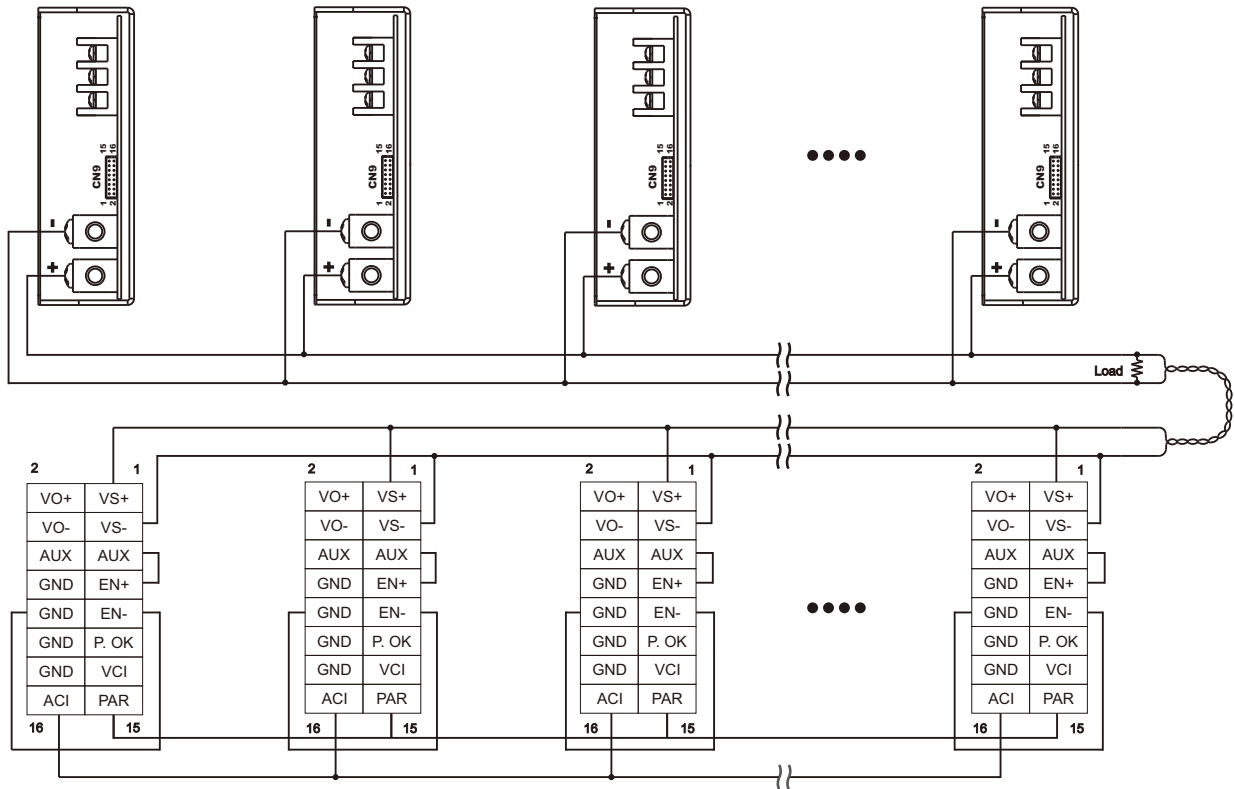 15 16
CN9
1 2
-
+
15 16
CN9
1 2
-
+
15 16
CN9
1 2
-
+
15 16
CN9
1 2
-
+
Load
2 1
VO+ VS+
VO- VS-
AUX AUX
GND EN+
GND EN-
GND P. OK
GND VCI
ACI PAR
16 15
2 1
VO+ VS+
VO- VS-
AUX AUX
GND EN+
GND EN-
GND P. OK
GND VCI
ACI PAR
16 15
2 1
VO+ VS+
VO- VS-
AUX AUX
GND EN+
GND EN-
GND P. OK
GND VCI
ACI PAR
16 15
2 1
VO+ VS+
VO- VS-
AUX AUX
GND EN+
GND EN-
GND P. OK
GND VCI
ACI PAR
16 15